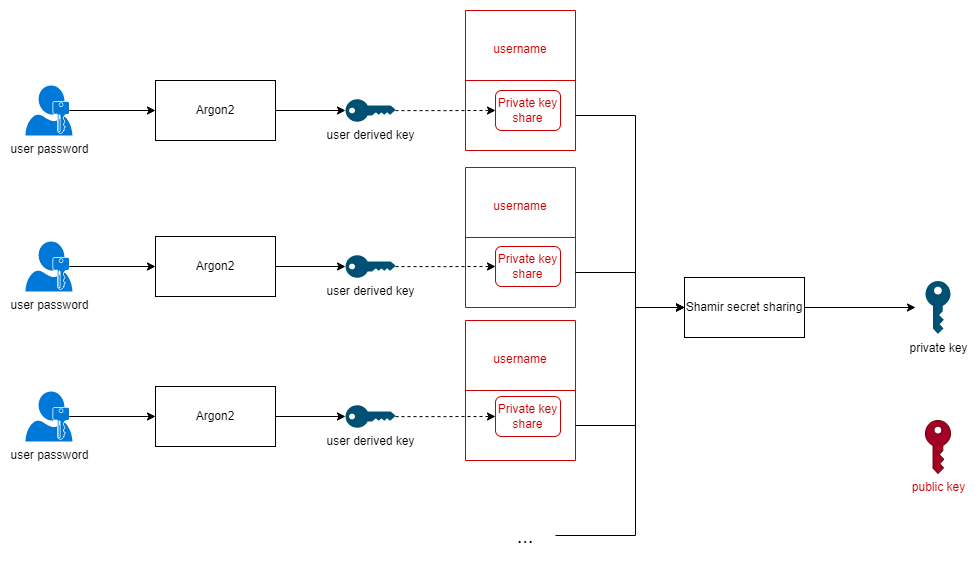 username
Private key
share
Argon2
user password
user derived key
username
Private key
share
Argon2
user password
user derived key
Shamir secret sharing
private key
username
Private key
share
Argon2
user password
user derived key
public key
...